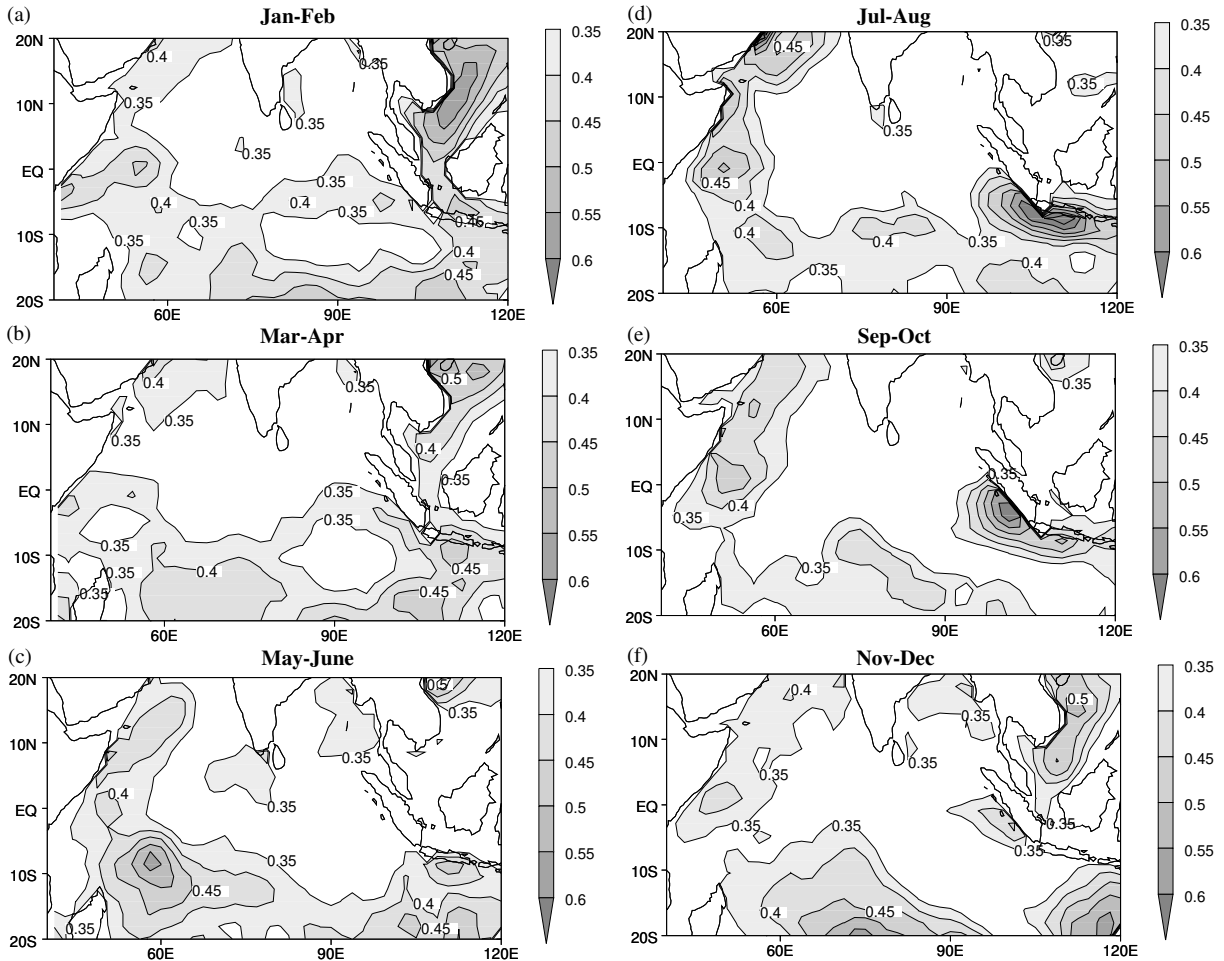 (a)
Jan-Feb
20N
10N
EQ
10S
20S
60E
90E
120E
0.4
0.35
0.35
0.35
0.35
0.35
0.4
0.35
0.4
0.35
0.35
0.45
0.4
0.45
0.35
0.4
0.45
0.5
0.55
0.6
(b)
Mar-Apr
20N
10N
EQ
10S
20S
60E
90E
120E
0.4
0.35
0.5
0.35
0.35
0.4
0.35
0.35
0.35
0.35
0.35
0.4
0.45
0.35
0.45
0.35
0.4
0.45
0.5
0.55
0.6
(c)
May-June
20N
10N
EQ
10S
20S
60E
90E
120E
0.5
0.35
0.35
0.4
0.35
0.35
0.45
0.4
0.35
0.45
0.35
0.4
0.45
0.5
0.55
0.6
(d)
Jul-Aug
20N
10N
EQ
10S
20S
60E
90E
120E
0.45
0.35
0.35
0.35
0.45
0.4
0.4
0.4
0.35
0.35
0.4
0.35
0.4
0.45
0.5
0.55
0.6
(e)
Sep-Oct
20N
10N
EQ
10S
20S
60E
90E
120E
0.35
0.35
0.4
0.35
0.35
0.35
0.4
0.45
0.5
0.55
0.6
(f)
Nov-Dec
20N
10N
EQ
10S
20S
60E
90E
120E
0.4
0.5
0.35
0.35
0.35
0.35
0.35
0.35
0.35
0.4
0.45
0.35
0.4
0.45
0.5
0.55
0.6